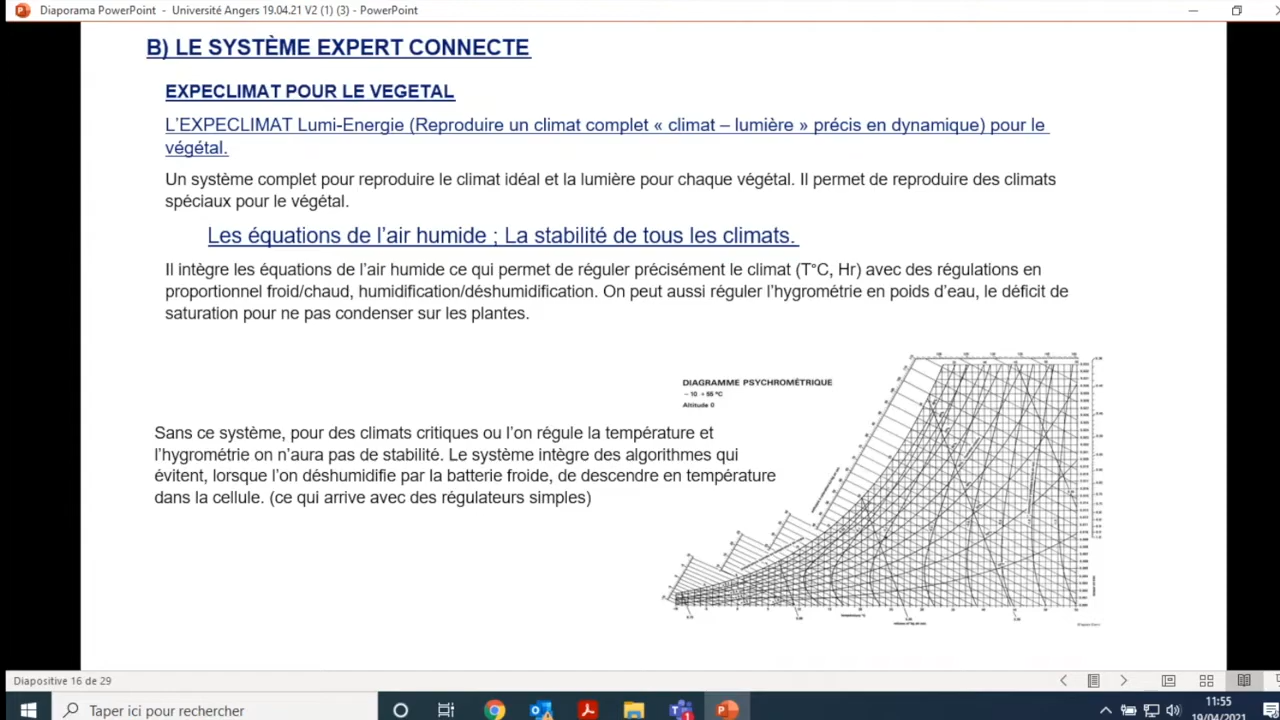 Diaporama PowerPoint - Université Angers 19.04.21 V2 (1) (3) - PowerPoint
B) LE SYSTÈME EXPERT CONNECTE
EXPECLIMAT POUR LE VEGETAL
L'EXPECLIMAT Lumi-Energie (Reproduire un climat complet « climat – lumière » précis en dynamique) pour le
végétal.
Un système complet pour reproduire le climat idéal et la lumière pour chaque végétal. Il permet de reproduire des climats
spéciaux pour le végétal.
Les équations de l'air humide ; La stabilité de tous les climats.
Il intègre les équations de l'air humide ce qui permet de réguler précisément le climat (T°C, Hr) avec des régulations en
proportionnel froid/chaud, humidification/déshumidification. On peut aussi réguler l'hygrométrie en poids d'eau, le déficit de
saturation pour ne pas condenser sur les plantes.
DIAGRAMME PSYCHROMÉTRIQUE
- 10 + 55 °C
Altitude 0
Sans ce système, pour des climats critiques ou l'on régule la température et
l'hygrométrie on n'aura pas de stabilité. Le système intègre des algorithmes qui
évitent, lorsque l'on déshumidifie par la batterie froide, de descendre en température
dans la cellule. (ce qui arrive avec des régulateurs simples)
Diapositive 16 de 29
Taper ici pour rechercher
11:55
19/04/2021